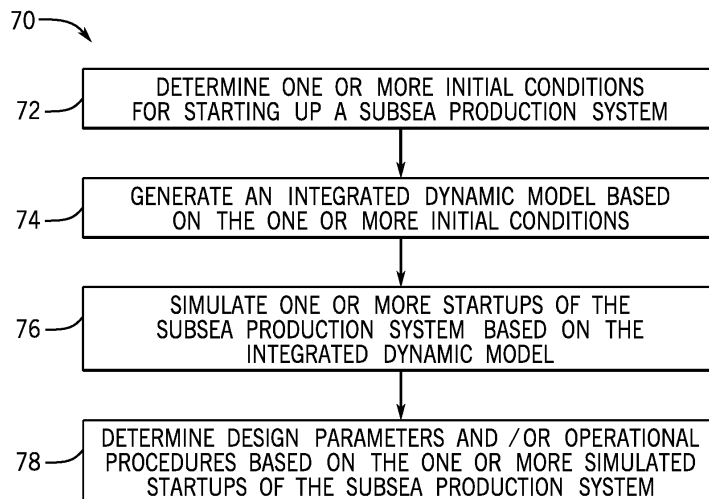 70
72
DETERMINE ONE OR MORE INITIAL CONDITIONS
FOR STARTING UP A SUBSEA PRODUCTION SYSTEM
74
GENERATE AN INTEGRATED DYNAMIC MODEL BASED
ON THE ONE OR MORE INITIAL CONDITIONS
76
SIMULATE ONE OR MORE STARTUPS OF THE
SUBSEA PRODUCTION SYSTEM BASED ON THE
INTEGRATED DYNAMIC MODEL
78
DETERMINE DESIGN PARAMETERS AND /OR OPERATIONAL
PROCEDURES BASED ON THE ONE OR MORE SIMULATED
STARTUPS OF THE SUBSEA PRODUCTION SYSTEM